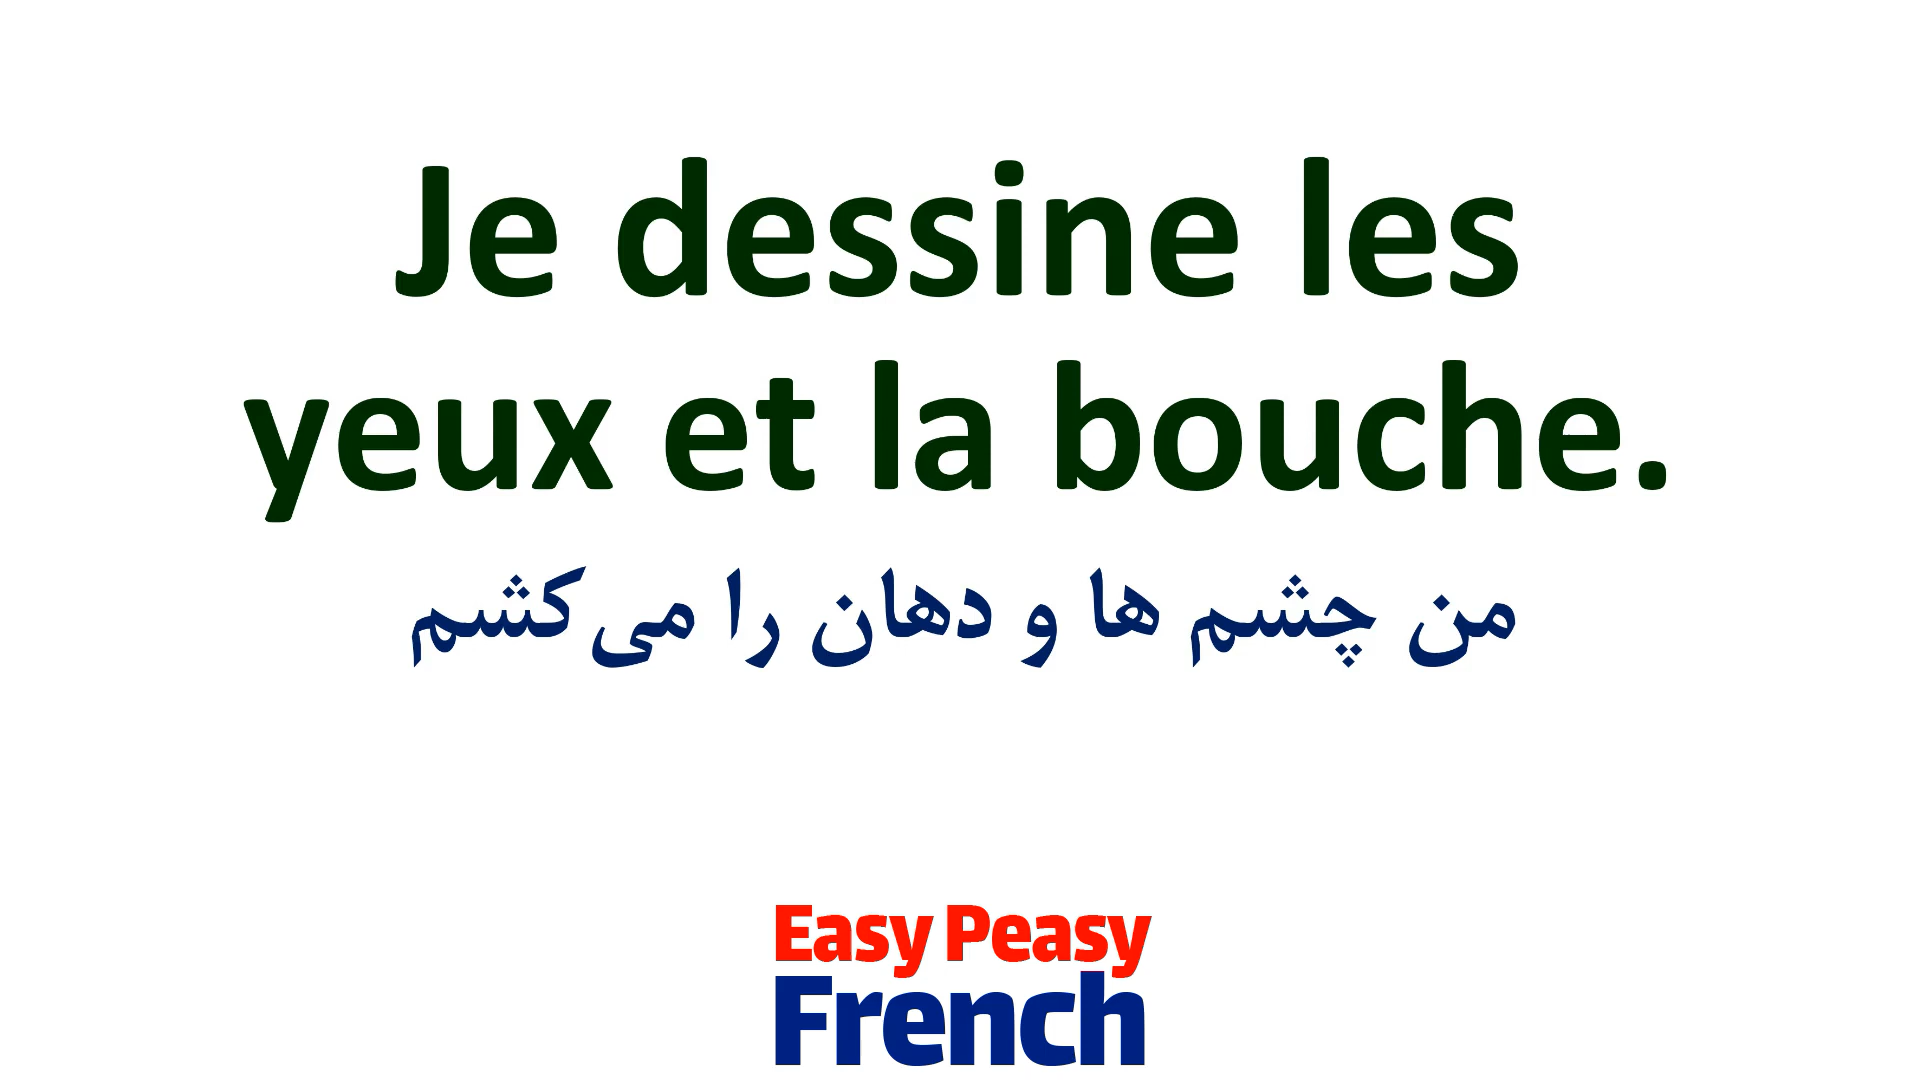 Je dessine les
yeux et la bouche.
من چشم ها و دهان را می‌کشم
Easy Peasy
French